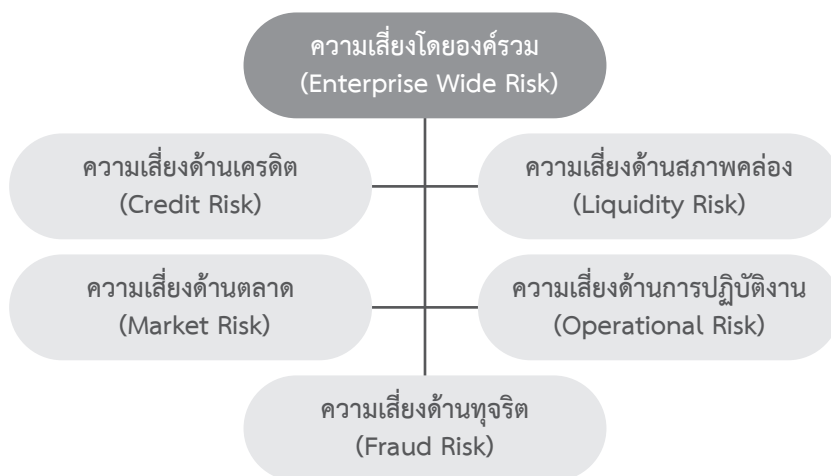 ความเสี่ยงโดยองค์รวม
(Enterprise Wide Risk)
ความเสี่ยงด้านเครดิต
(Credit Risk)
ความเสี่ยงด้านสภาพคล่อง
(Liquidity Risk)
ความเสี่ยงด้านตลาด
(Market Risk)
ความเสี่ยงด้านการปฏิบัติงาน
(Operational Risk)
ความเสี่ยงด้านทุจริต
(Fraud Risk)